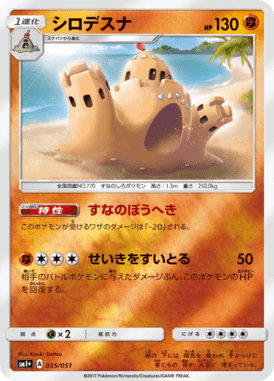 1進化 シロデスナ HP 130
スナバァから進化
全国図鑑No.770 すなのしろポケモン 高さ:1.3m 重さ:250.0kg
特性 すなのぼうへき
このポケモンが受けるワザのダメージは「-20」される。
せいきをすいとる 50
相手のバトルポケモンに与えたダメージぶん、このポケモンのHPを
回復する。
弱点 ×2 抵抗力 にげる
illus. Kouki Saitou
SM1+ A 035/051
©2017 Pokémon/Nintendo/Creatures/GAME FREAK.